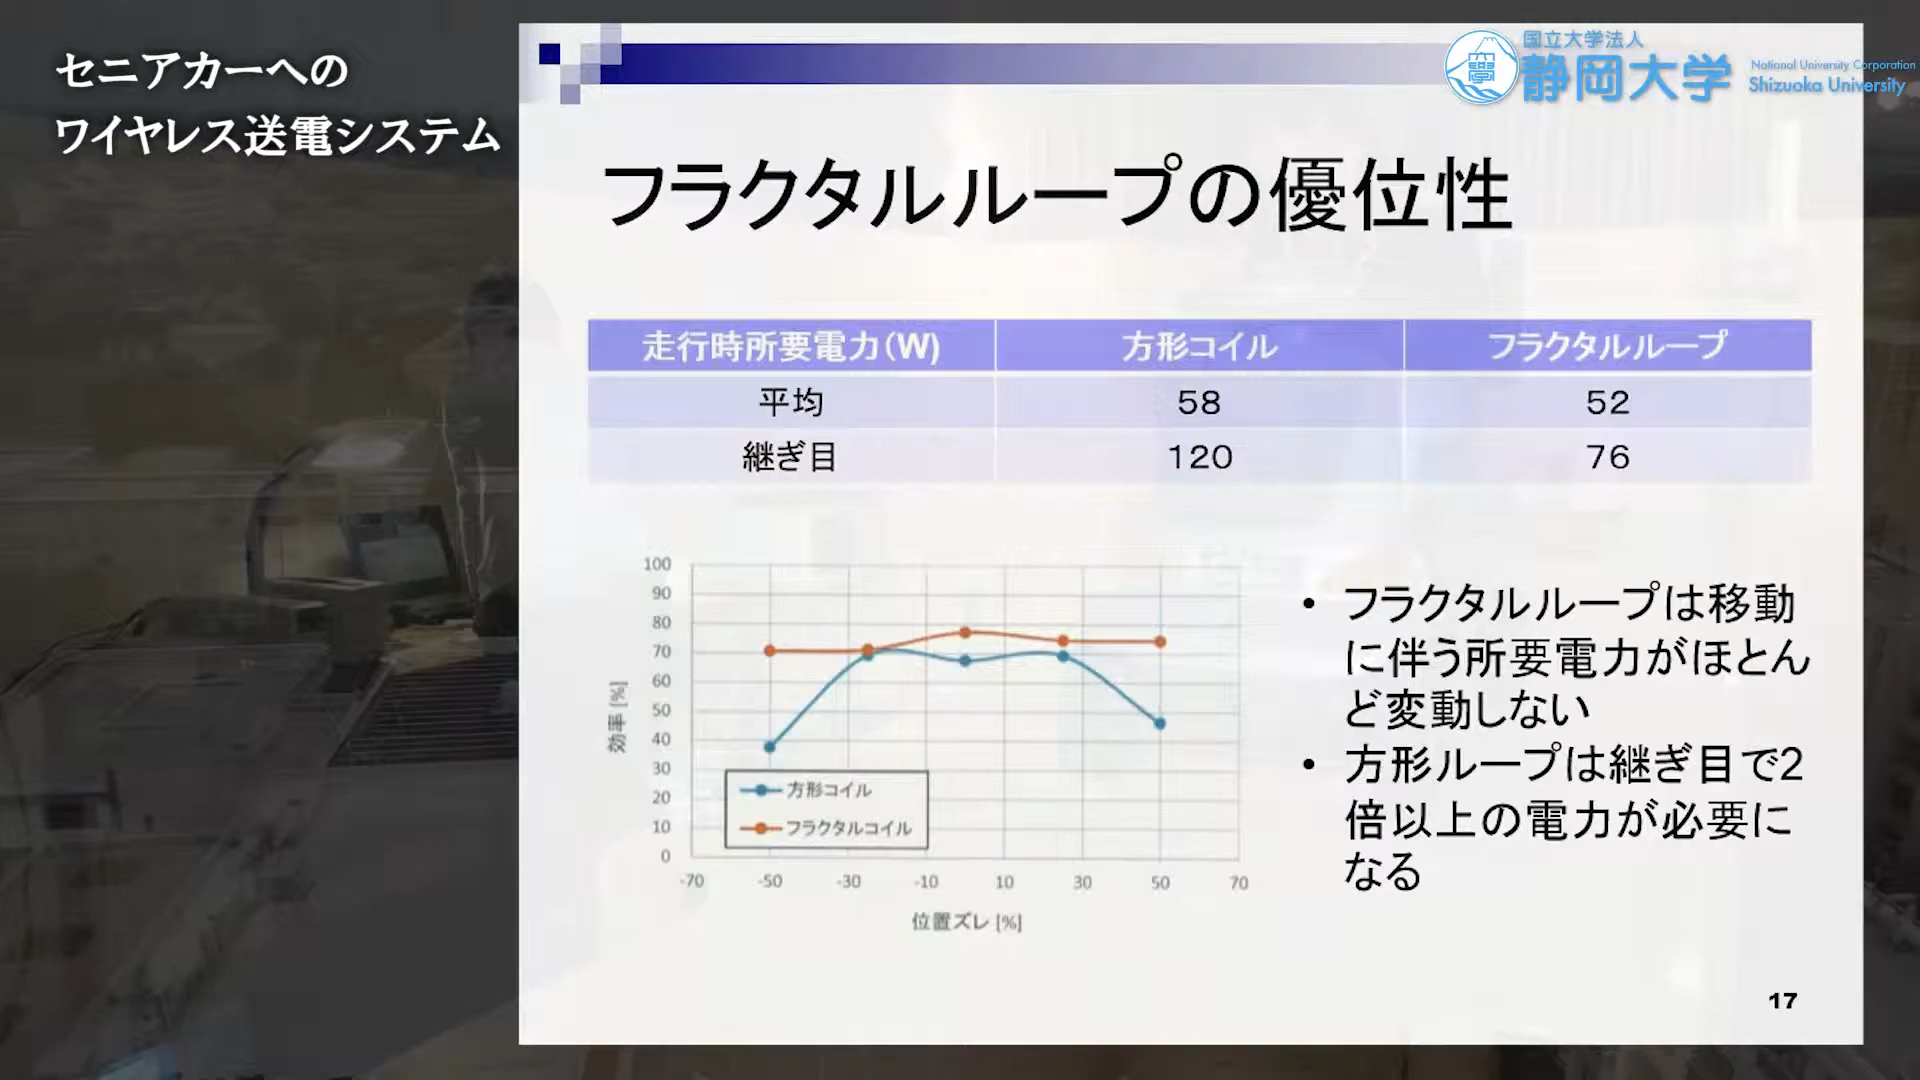 セニアカーへの
ワイヤレス送電システム
国立大学法人
静岡大学
National University Corporation
Shizuoka University
フラクタルループの優位性
走行時所要電力(W) 方形コイル フラクタルループ
平均 58 52
継ぎ目 120 76
100
90
80
70
60
50
40
30
20
10
0
効率 [%]
方形コイル
フラクタルコイル
-70 -50 -30 -10 10 30 50 70
位置ズレ [%]
• フラクタルループは移動
に伴う所要電力がほとん
ど変動しない
• 方形ループは継ぎ目で2
倍以上の電力が必要に
なる
17